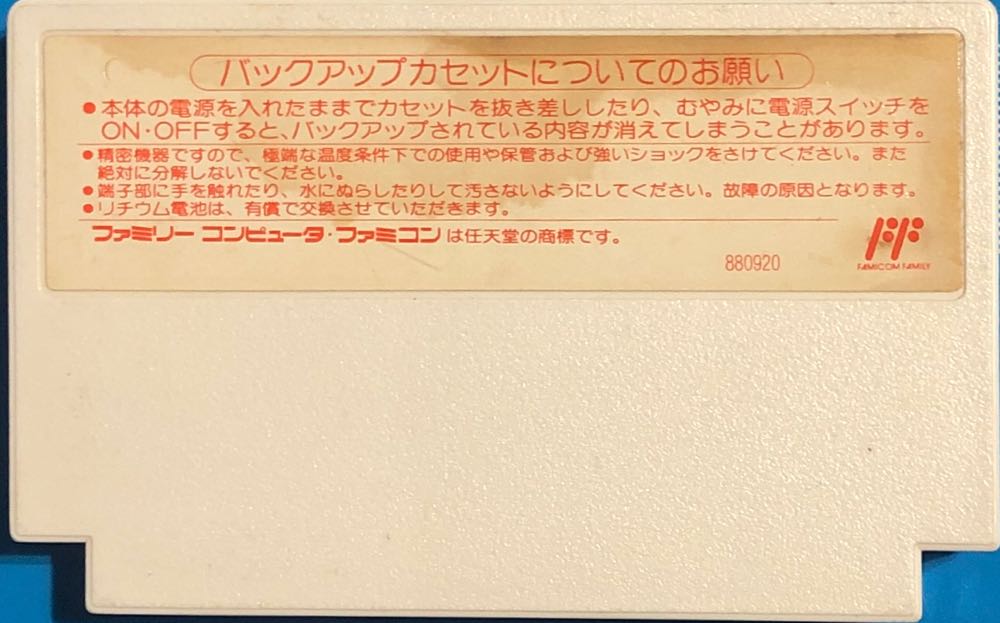 バックアップカセットについてのお願い
●本体の電源を入れたままでカセットを抜き差ししたり、むやみに電源スイッチを
ON・OFFすると、バックアップされている内容が消えてしまうことがあります。
●精密機器ですので、極端な温度条件下での使用や保管および強いショックをさけてください。また
絶対に分解しないでください。
●端子部に手を触れたり、水にぬらしたりして汚さないようにしてください。故障の原因となります。
●リチウム電池は、有償で交換させていただきます。
ファミリーコンピュータ・ファミコンは任天堂の商標です。
880920
FF
FAMICOM FAMILY